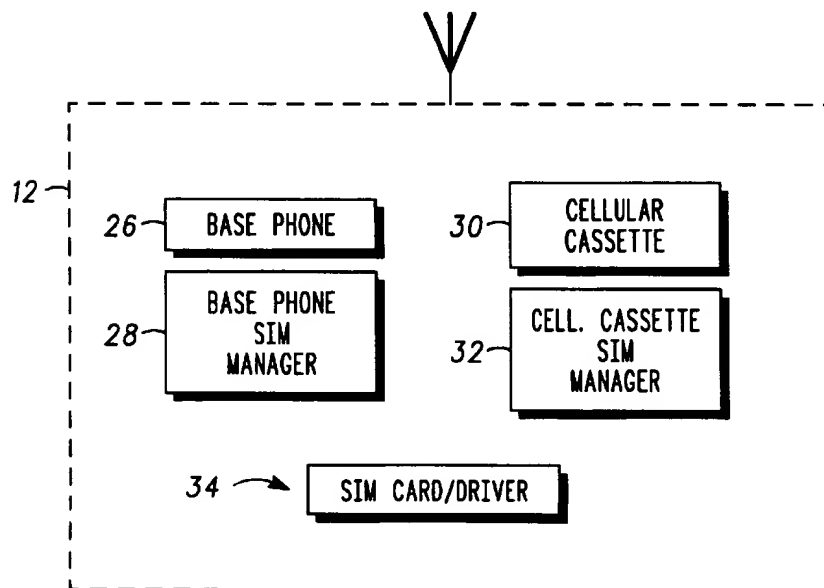 12
26
BASE PHONE
28
BASE PHONE
SIM
MANAGER
30
CELLULAR
CASSETTE
32
CELL. CASSETTE
SIM
MANAGER
34
SIM CARD/DRIVER